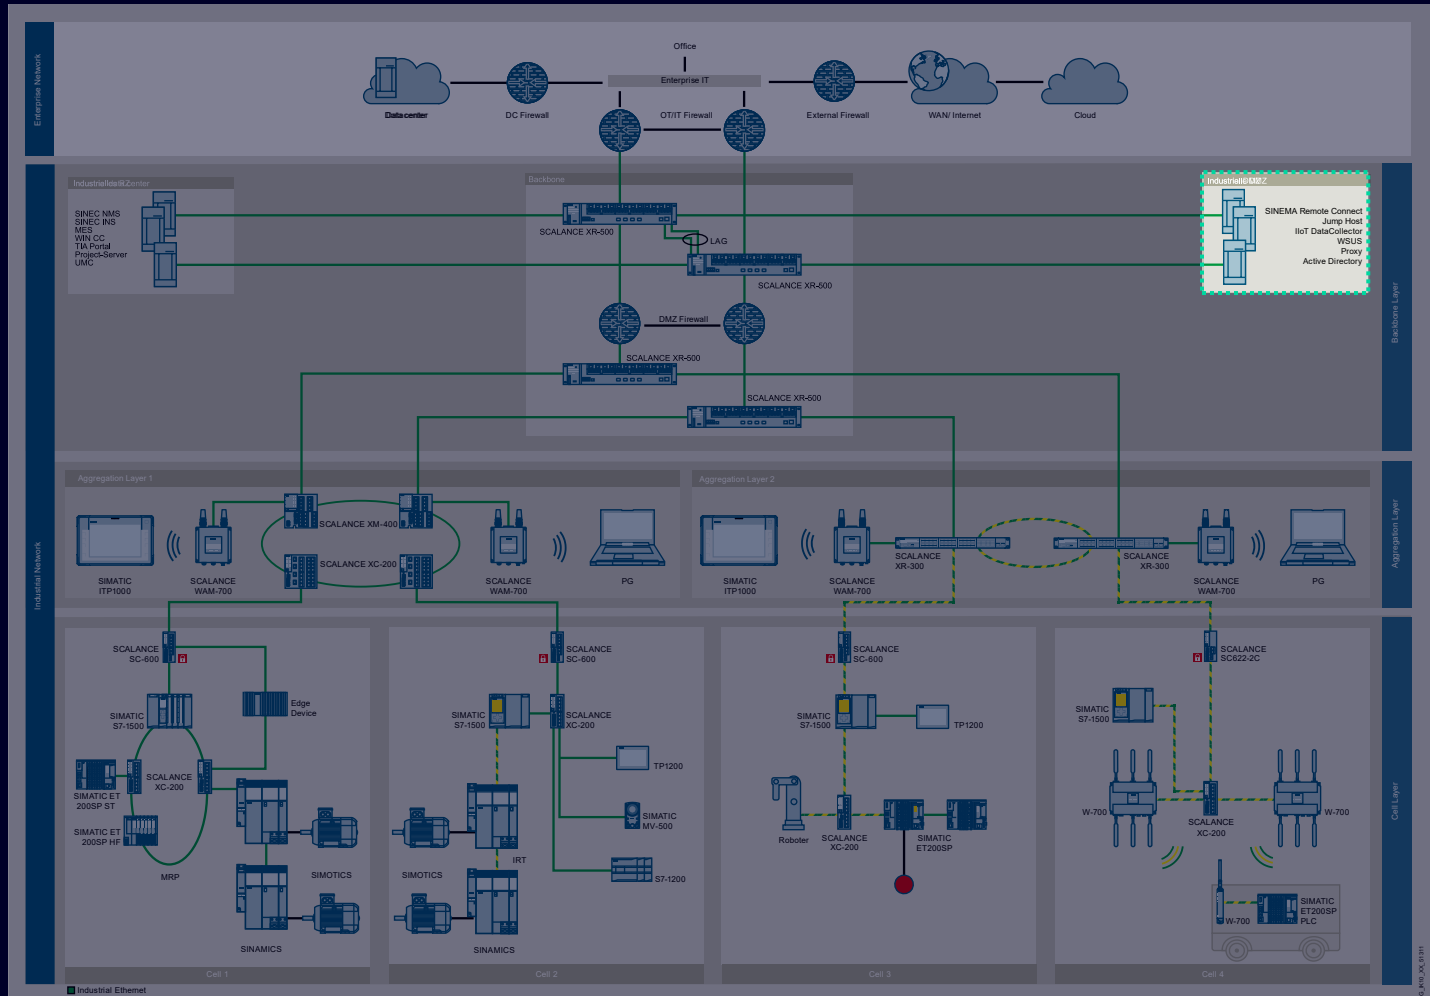 Enterprise Network
Office
Enterprise IT
Data center
DC Firewall
OT/IT Firewall
External Firewall
WAN/ Internet
Cloud
Industrial Network
Backbone Layer
Backbone
SINEC NMS
SINEC INS
MES
WIN CC
TIA Portal
Project-Server
UMC
SCALANCE XR-500
LAG
SCALANCE XR-500
DMZ Firewall
SCALANCE XR-500
SCALANCE XR-500
SINEMA Remote Connect
Jump Host
IIoT DataCollector
WSUS
Proxy
Active Directory
Aggregation Layer
Aggregation Layer 1
SIMATIC
ITP1000
SCALANCE
WAM-700
SCALANCE XM-400
SCALANCE XC-200
SCALANCE
WAM-700
PG
Aggregation Layer 2
SIMATIC
ITP1000
SCALANCE
WAM-700
SCALANCE
XR-300
SCALANCE
XR-300
SCALANCE
WAM-700
PG
Cell Layer
SCALANCE
SC-600
SIMATIC
S7-1500
Edge
Device
SCALANCE
XC-200
SIMATIC ET
200SP ST
SIMATIC ET
200SP HF
MRP
SIMOTICS
SINAMICS
Cell 1
SCALANCE
SC-600
SIMATIC
S7-1500
SCALANCE
XC-200
TP1200
SIMATIC
MV-500
IRT
S7-1200
SIMOTICS
SINAMICS
Cell 2
SCALANCE
SC-600
SIMATIC
S7-1500
TP1200
Roboter
SCALANCE
XC-200
SIMATIC
ET200SP
Cell 3
SCALANCE
SC622-2C
SIMATIC
S7-1500
W-700
SCALANCE
XC-200
W-700
W-700
SIMATIC
ET200SP
PLC
Cell 4
Industrial Ethernet